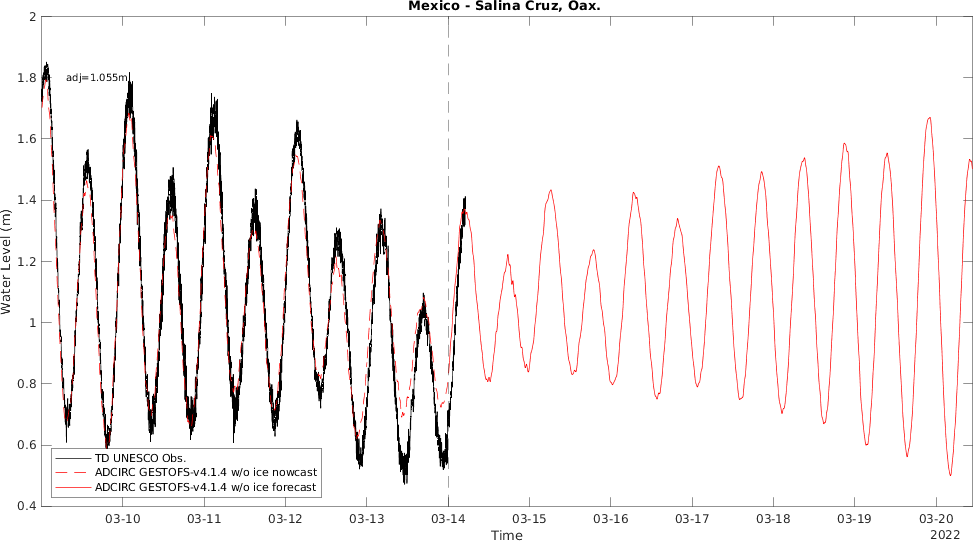 Mexico - Salina Cruz, Oax.
2
1.8
1.6
1.4
1.2
1
0.8
0.6
0.4
Water Level (m)
adj=1.055m
TD UNESCO Obs.
ADCIRC GESTOFS-v4.1.4 w/o ice nowcast
ADCIRC GESTOFS-v4.1.4 w/o ice forecast
03-10 03-11 03-12 03-13 03-14 03-15 03-16 03-17 03-18 03-19 03-20
Time
2022